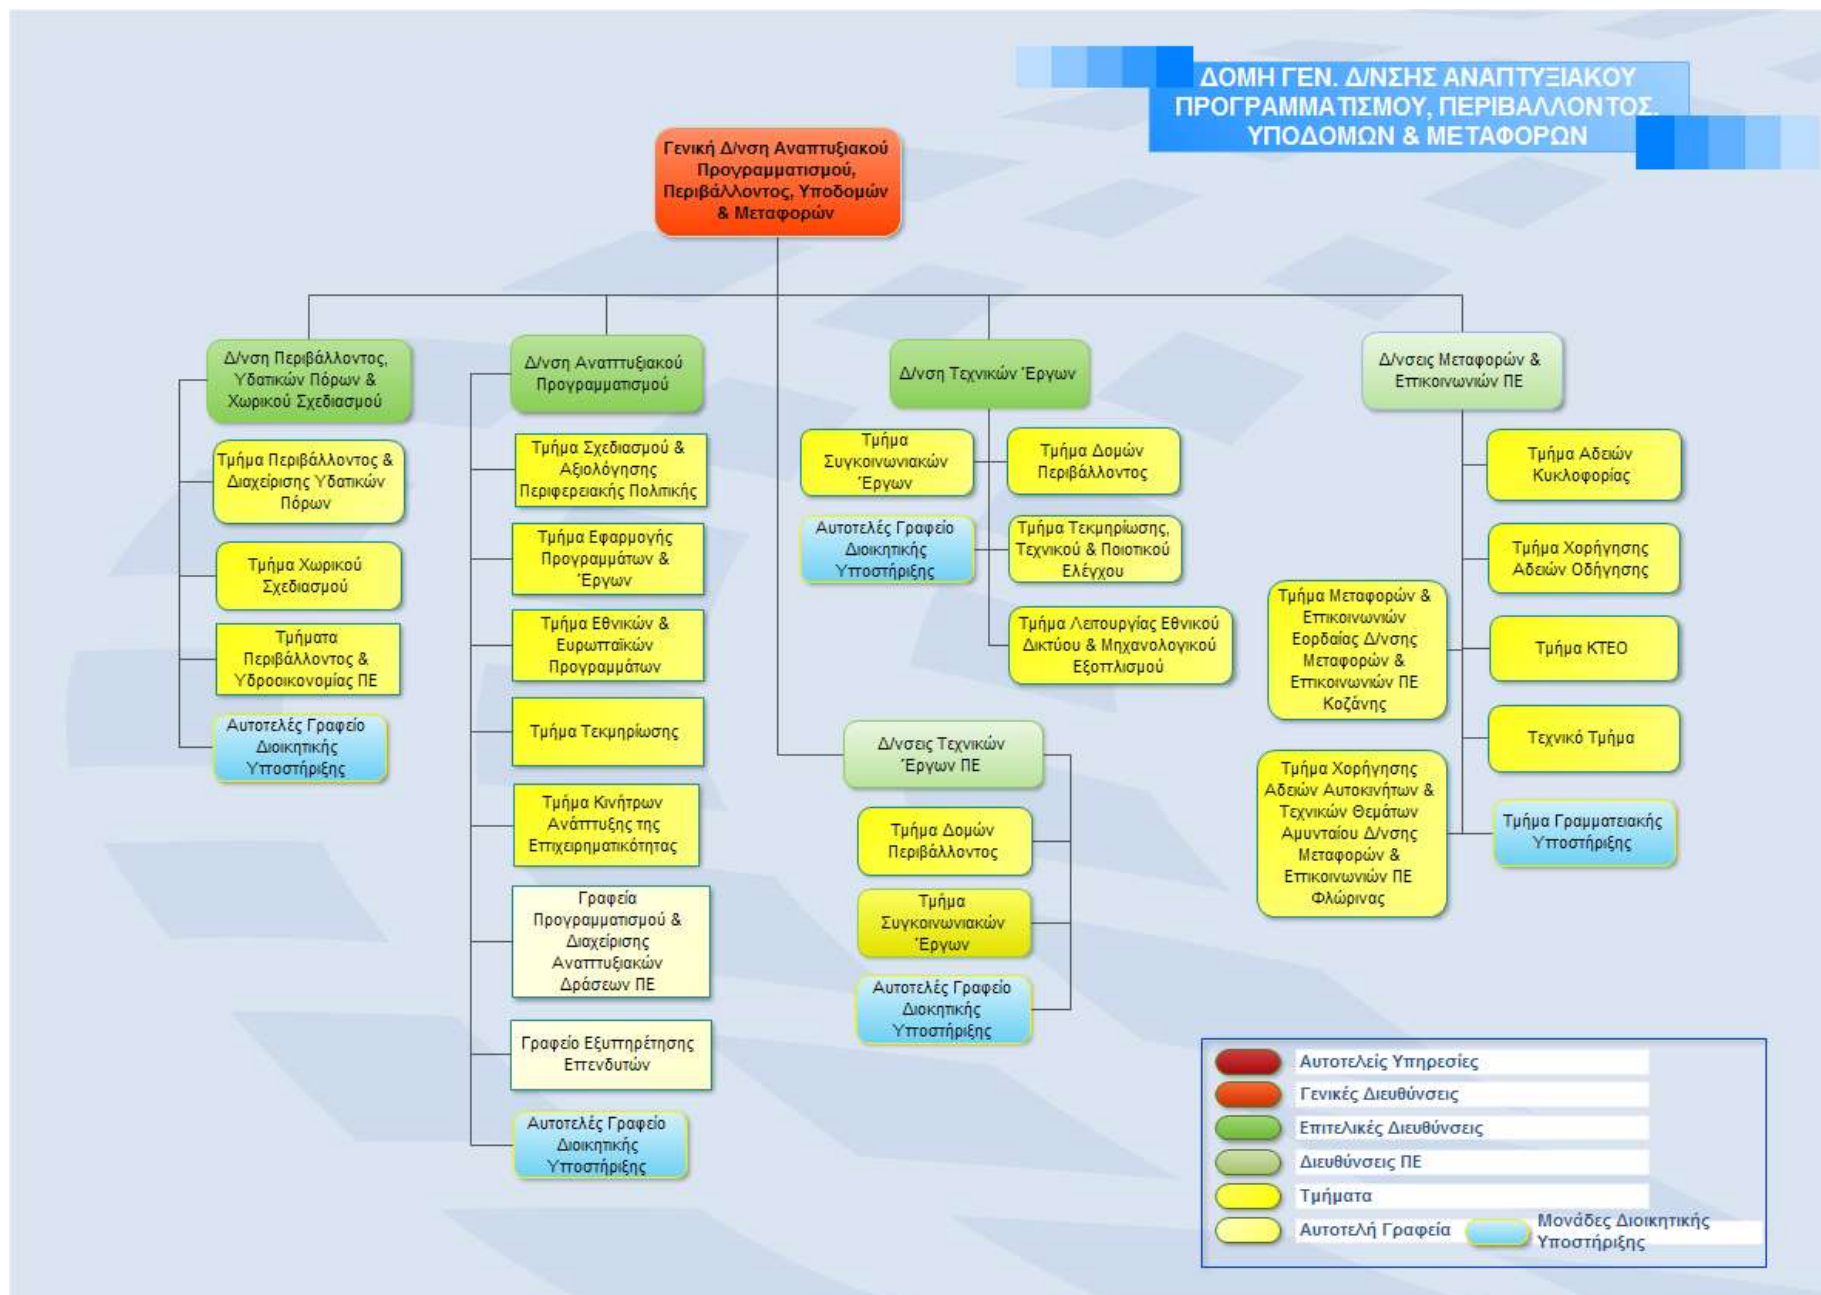 ΔΟΜΗ ΓΕΝ. Δ/ΝΣΗΣ ΑΝΑΠΤΥΞΙΑΚΟΥ
ΠΡΟΓΡΑΜΜΑΤΙΣΜΟΥ, ΠΕΡΙΒΑΛΛΟΝΤΟΣ,
ΥΠΟΔΟΜΩΝ & ΜΕΤΑΦΟΡΩΝ
Γενική Δ/νση Αναπτυξιακού
Προγραμματισμού,
Περιβάλλοντος, Υποδομών
& Μεταφορών
Δ/νση Περιβάλλοντος,
Υδατικών Πόρων &
Χωρικού Σχεδιασμού
Τμήμα Περιβάλλοντος &
Διαχείρισης Υδατικών
Πόρων
Τμήμα Χωρικού
Σχεδιασμού
Τμήματα
Περιβάλλοντος &
Υδροοικονομίας ΠΕ
Αυτοτελές Γραφείο
Διοικητικής
Υποστήριξης
Δ/νση Αναπτυξιακού
Προγραμματισμού
Τμήμα Σχεδιασμού &
Αξιολόγησης
Περιφερειακής Πολιτικής
Τμήμα Εφαρμογής
Προγραμμάτων &
Έργων
Τμήμα Εθνικών &
Ευρωπαϊκών
Προγραμμάτων
Τμήμα Τεκμηρίωσης
Τμήμα Κινήτρων
Ανάπτυξης της
Επιχειρηματικότητας
Γραφεία
Προγραμματισμού &
Διαχείρισης
Αναπτυξιακών
Δράσεων ΠΕ
Γραφείο Εξυπηρέτησης
Επενδυτών
Αυτοτελές Γραφείο
Διοικητικής
Υποστήριξης
Δ/νση Τεχνικών Έργων
Τμήμα
Συγκοινωνιακών
Έργων
Τμήμα Δομών
Περιβάλλοντος
Αυτοτελές Γραφείο
Διοικητικής
Υποστήριξης
Τμήμα Τεκμηρίωσης,
Τεχνικού & Ποιοτικού
Ελέγχου
Τμήμα Λειτουργίας Εθνικού
Δικτύου & Μηχανολογικού
Εξοπλισμού
Δ/νσεις Τεχνικών
Έργων ΠΕ
Τμήμα Δομών
Περιβάλλοντος
Τμήμα
Συγκοινωνιακών
Έργων
Αυτοτελές Γραφείο
Διοκητικής
Υποστήριξης
Δ/νσεις Μεταφορών &
Επικοινωνιών ΠΕ
Τμήμα Αδειών
Κυκλοφορίας
Τμήμα Χορήγησης
Αδειών Οδήγησης
Τμήμα Μεταφορών &
Επικοινωνιών
Εορδαίας Δ/νσης
Μεταφορών &
Επικοινωνιών ΠΕ
Κοζάνης
Τμήμα ΚΤΕΟ
Τεχνικό Τμήμα
Τμήμα Χορήγησης
Αδειών Αυτοκινήτων &
Τεχνικών Θεμάτων
Αμυνταίου Δ/νσης
Μεταφορών &
Επικοινωνιών ΠΕ
Φλώρινας
Τμήμα Γραμματειακής
Υποστήριξης
Αυτοτελείς Υπηρεσίες
Γενικές Διευθύνσεις
Επιτελικές Διευθύνσεις
Διευθύνσεις ΠΕ
Τμήματα
Αυτοτελή Γραφεία
Μονάδες Διοικητικής
Υποστήριξης